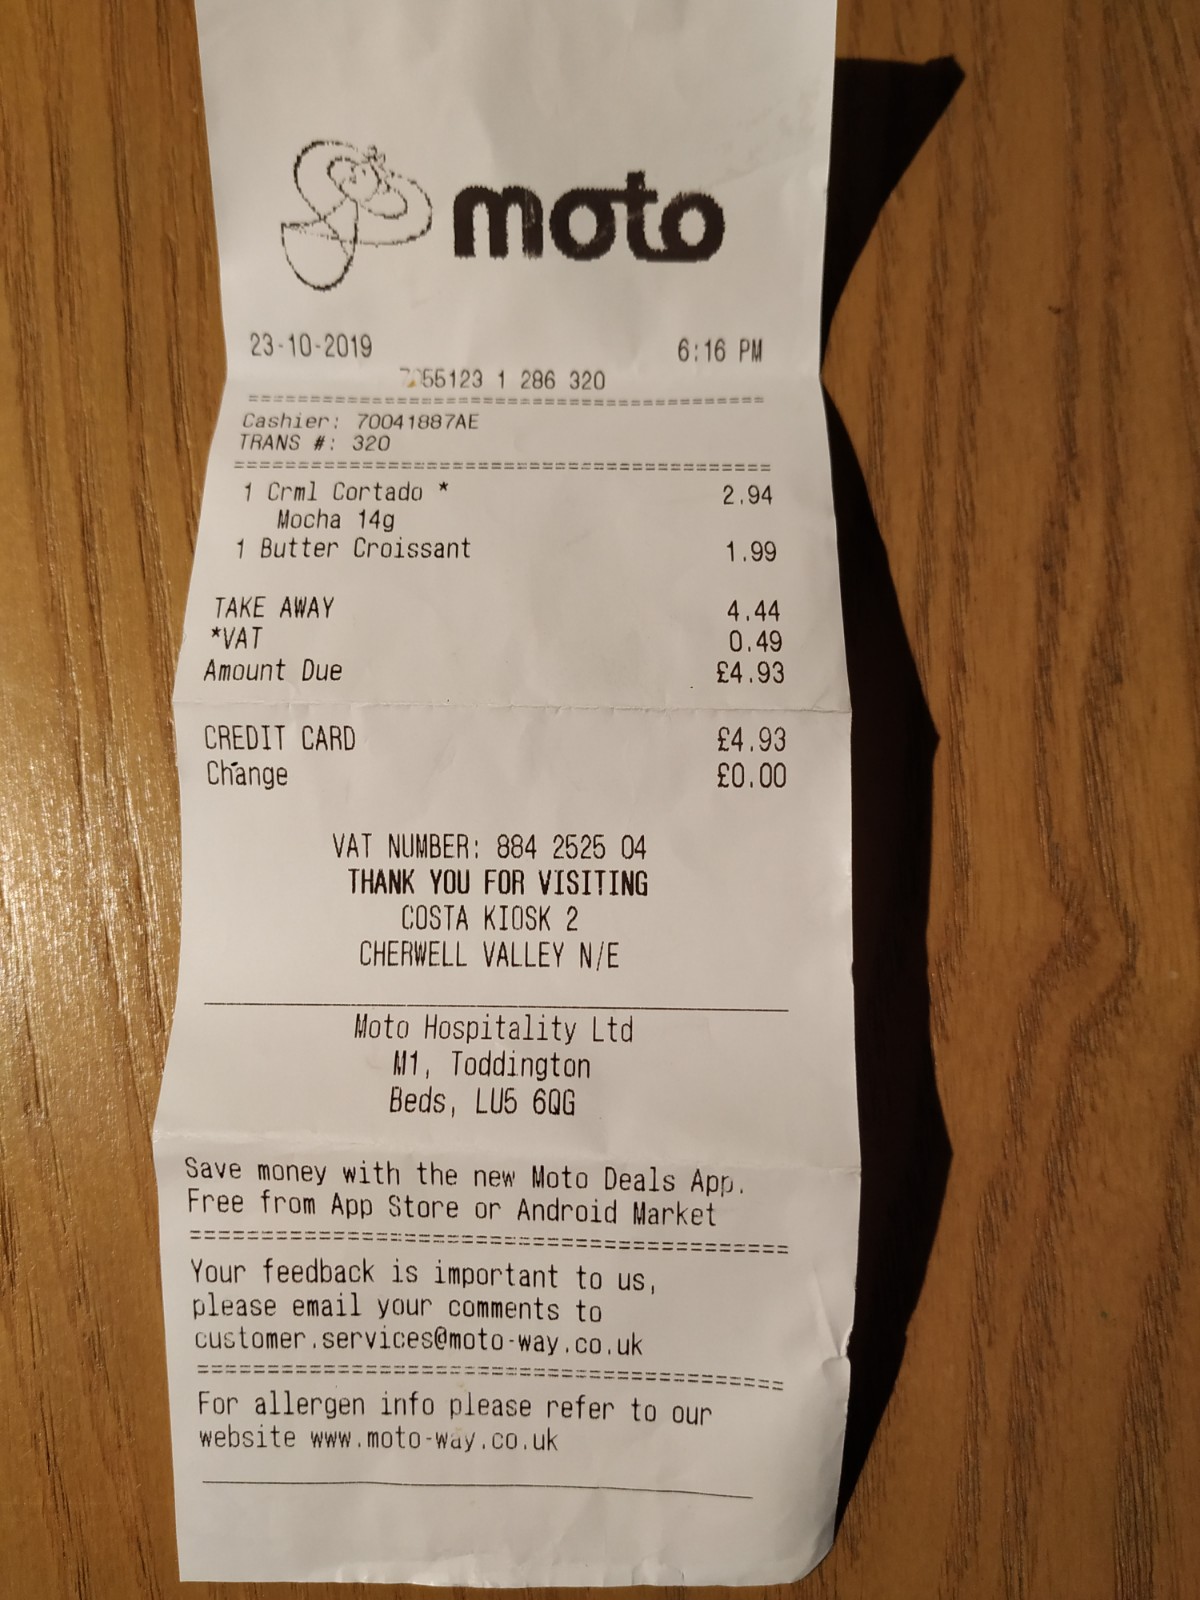 moto
23-10-2019 6:16 PM
55123 1 286 320
========================================
Cashier: 70041887AE
TRANS #: 320
========================================
1 Crml Cortado * 2.94
Mocha 14g
1 Butter Croissant 1.99
TAKE AWAY 4.44
*VAT 0.49
Amount Due £4.93
CREDIT CARD £4.93
Change £0.00
VAT NUMBER: 884 2525 04
THANK YOU FOR VISITING
COSTA KIOSK 2
CHERWELL VALLEY N/E
Moto Hospitality Ltd
M1, Toddington
Beds, LU5 6QG
Save money with the new Moto Deals App.
Free from App Store or Android Market
========================================
Your feedback is important to us,
please email your comments to
customer.services@moto-way.co.uk
========================================
For allergen info please refer to our
website www.moto-way.co.uk